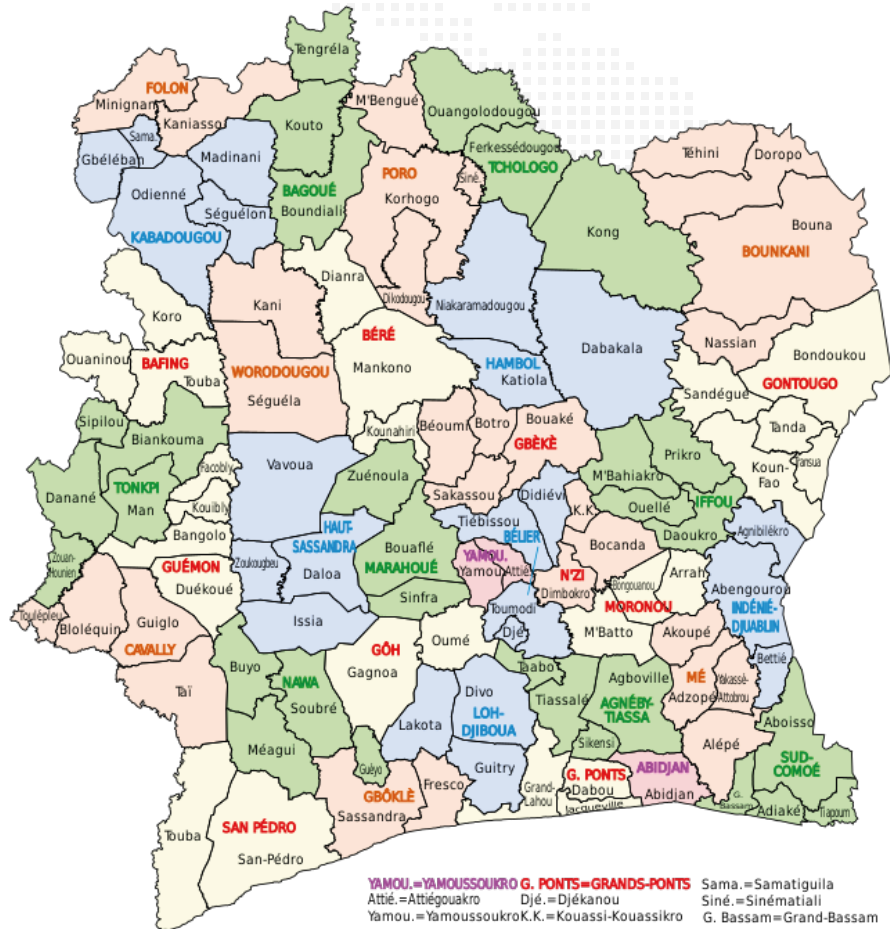 Tengréla
FOLON
Minignan
Kaniasso
M'Bengué
Ouangolodougou
Kouto
Sama.
Gbéléban
Madinani
Ferkessédougou
TCHOLOGO
Téhini
Doropo
PORO
Siné.
Odienné
BAGOUÉ
Korhogo
Séguélon
Boundiali
Bouna
KABADOUGOU
Kong
BOUNKANI
Dianra
Dikodougou
Niakaramadougou
Kani
Koro
BÉRÉ
Nassian
Dabakala
Ouaninou
BAFING
HAMBOL
Bondoukou
WORODOUGOU
Mankono
Touba
Katiola
GONTOUGO
Séguéla
Sandégué
Sipilou
Béoumi
Botro
Bouaké
Tanda
Biankouma
Kounahiri
GBÈKÈ
Prikro
Facobly
Vavoua
Koun-
Fao
Transua
Zuénoula
M'Bahiakro
Danané
TONKPI
Sakassou
Didiévi
IFFOU
Man
Kouibly
K.K.
Ouellé
Tiébissou
HAUT-
SASSANDRA
BÉLIER
Bangolo
Daoukro
Agnibilékro
Bouaflé
Bocanda
Zouan-
Hounien
YAMOU.
GUÉMON
Zoukougbeu
MARAHOUÉ
Yamou.
Attié.
N'ZI
Daloa
Arrah
Duékoué
Bongouanou
Abengourou
Sinfra
Dimbokro
MORONOU
INDÉNIÉ-
DJUABLIN
Toulépleu
Bloléquin
Guiglo
Issia
Toumodi
Djé.
M'Batto
Akoupé
Oumé
CAVALLY
GÔH
Bettié
Buyo
Gagnoa
Taabo
Agboville
MÉ
Yakassé-
Attobrou
Taï
NAWA
Divo
Tiassalé
AGNÉBY-
TIASSA
Adzopé
Soubré
LOH-
DJIBOUA
Lakota
Aboisso
Méagui
Sikensi
Alépé
SUD-
COMOÉ
Guéyo
Guitry
G. PONTS
ABIDJAN
GBÔKLÈ
Fresco
Grand-
Lahou
Dabou
Abidjan
G.
Bassam
Touba
Sassandra
Jacqueville
Adiaké
Tiapoum
SAN PÉDRO
San-Pédro
YAMOU.=YAMOUSSOUKRO G. PONTS=GRANDS-PONTS Sama.=Samatiguila
Attié.=Attiégouakro Djé.=Djékanou Siné.=Sinématiali
Yamou.=Yamoussoukro K.K.=Kouassi-Kouassikro G. Bassam=Grand-Bassam